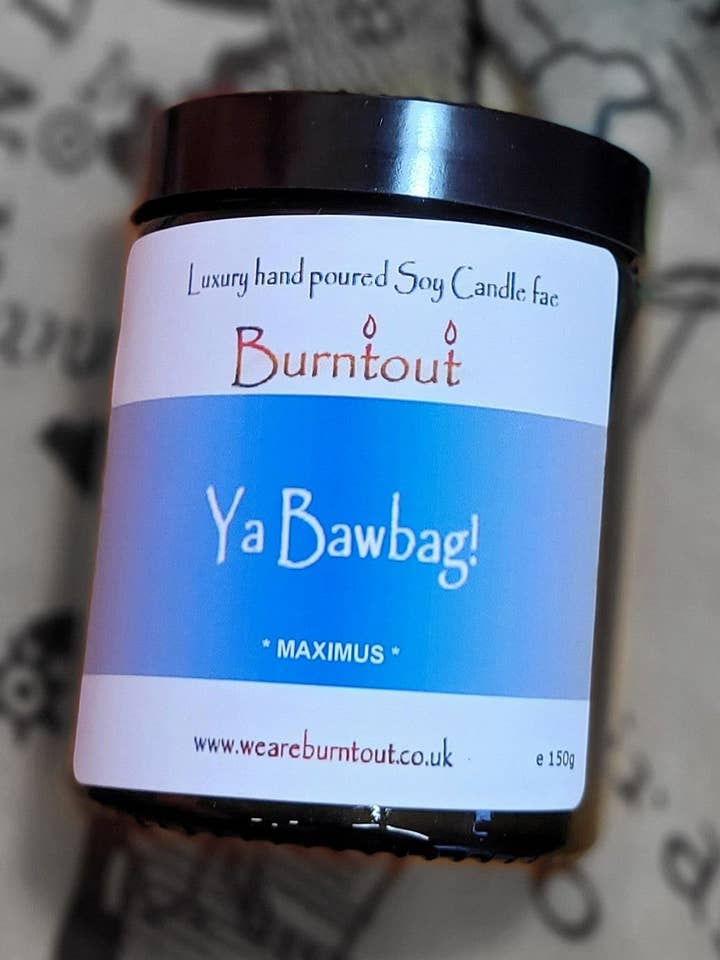 Luxury hand poured Soy Candle fae
Burntout
Ya Bawbag!
* MAXIMUS *
www.weareburntout.co.uk
e 150g